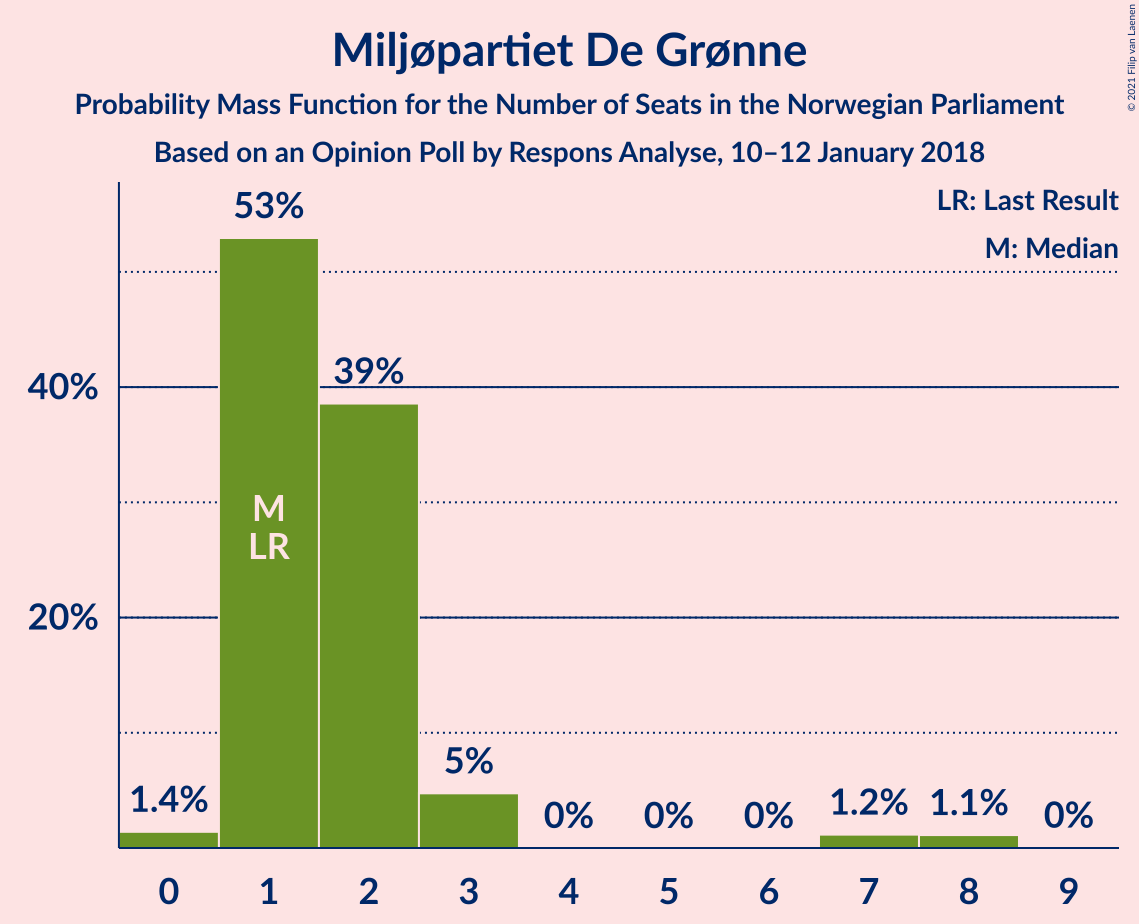 Miljøpartiet De Grønne
Probability Mass Function for the Number of Seats in the Norwegian Parliament
Based on an Opinion Poll by Respons Analyse, 10–12 January 2018
© 2021 Filip van Laenen
LR: Last Result
M: Median
53%
39%
40%
M
LR
20%
5%
1.4%
0%
0%
0%
1.2%
1.1%
0%
0 1 2 3 4 5 6 7 8 9